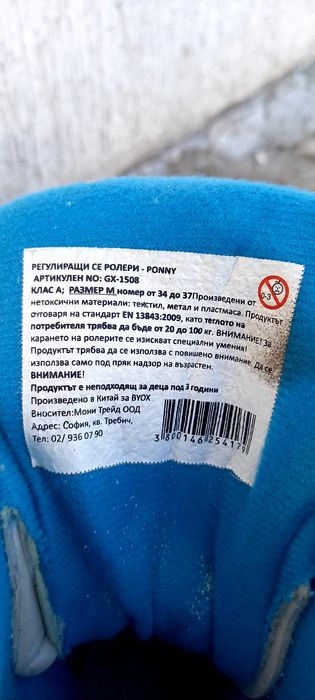 РЕГУЛИРАЩИ СЕ РОЛЕРИ - PONNY
АРТИКУЛЕН NO: GX-1508
КЛАС А; РАЗМЕР М номер от 34 до 37Произведени от
нетоксични материали: текстил, метал и пластмаса. Продуктът
отговаря на стандарт EN 13843:2009, като теглото на
потребителя трябва да бъде от 20 до 100 кг. ВНИМАНИЕ! За
карането на ролерите се изискват специални умения!
Продуктът трябва да се използва с повишено внимание. Да се
използва само под пряк надзор на възрастен.
ВНИМАНИЕ!
Продуктът е неподходящ за деца под 3 години
Произведено в Китай за BYOX
Вносител:Мони Трейд ООД
Адрес: София, кв. Требич,
Тел: 02/ 936 07 90
0-3
3800146254179